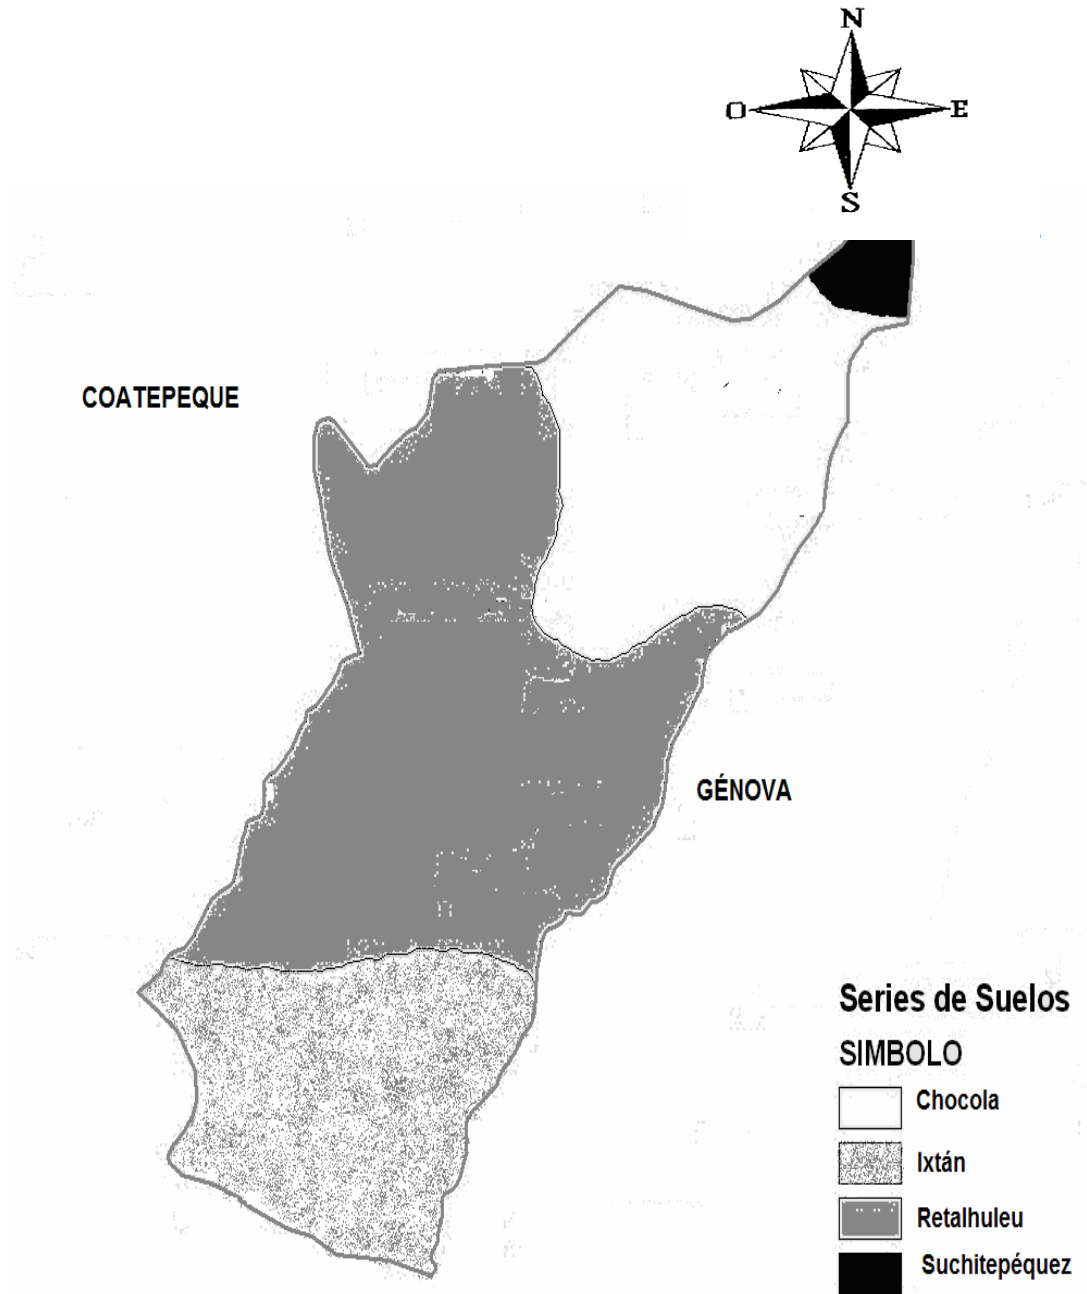 N
O
E
S
COATEPEQUE
GÉNOVA
Series de Suelos
SIMBOLO
Chocola
Ixtán
Retalhuleu
Suchitepéquez